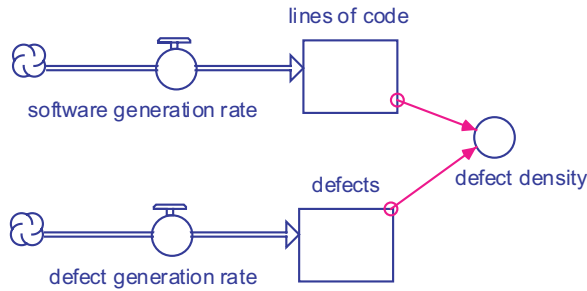 lines of code
software generation rate
defects
defect density
defect generation rate